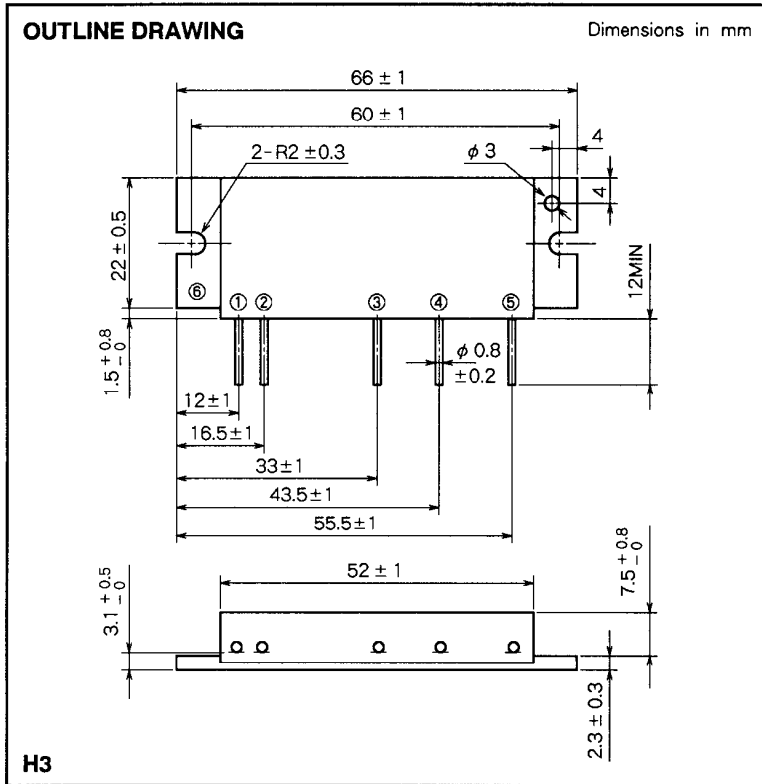 OUTLINE DRAWING
Dimensions in mm
66 ± 1
60 ± 1
2-R2 ±0.3
φ 3
4
4
22 ± 0.5
12MIN
⑥
① ② ③ ④ ⑤
1.5 +0.8 -0
φ 0.8
±0.2
12±1
16.5±1
33±1
43.5±1
55.5±1
52 ± 1
3.1 +0.5 -0
7.5 +0.8 -0
2.3 ± 0.3
H3